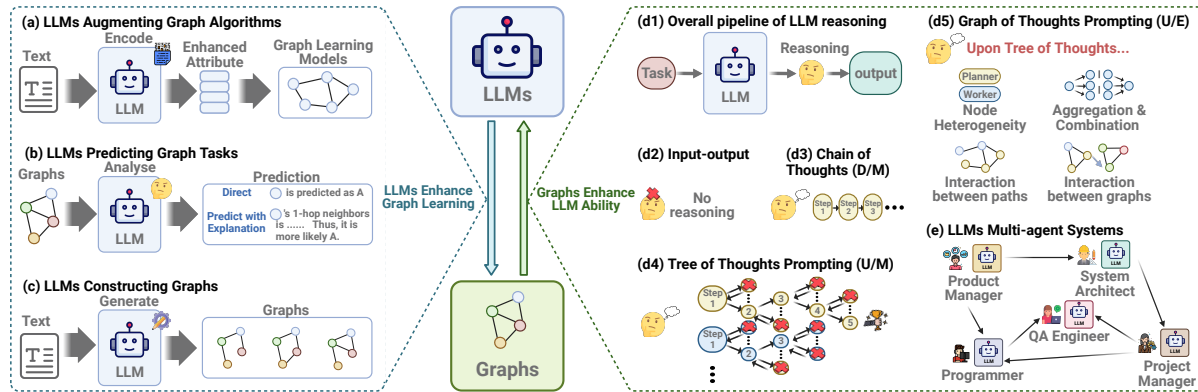 (a) LLMs Augmenting Graph Algorithms
Encode
Text
LLM
Enhanced
Attribute
Graph Learning
Models
(b) LLMs Predicting Graph Tasks
Graphs
Analyse
LLM
Prediction
Direct
is predicted as A
Predict with
Explanation
's 1-hop neighbors
is ...... Thus, it is
more likely A.
(c) LLMs Constructing Graphs
Generate
Text
LLM
Graphs
LLMs
LLMs Enhance
Graph Learning
Graphs Enhance
LLM Ability
Graphs
(d1) Overall pipeline of LLM reasoning
Task
LLM
Reasoning
output
(d2) Input-output
No
reasoning
(d3) Chain of
Thoughts (D/M)
Step
1
Step
2
Step
3
(d4) Tree of Thoughts Prompting (U/M)
Step
1
2
3
4
5
Step
1
2
3
(d5) Graph of Thoughts Prompting (U/E)
Upon Tree of Thoughts...
Planner
Worker
Node
Heterogeneity
Aggregation &
Combination
Interaction
between paths
Interaction
between graphs
(e) LLMs Multi-agent Systems
LLM
Product
Manager
LLM
System
Architect
LLM
QA Engineer
LLM
Programmer
LLM
Project
Manager